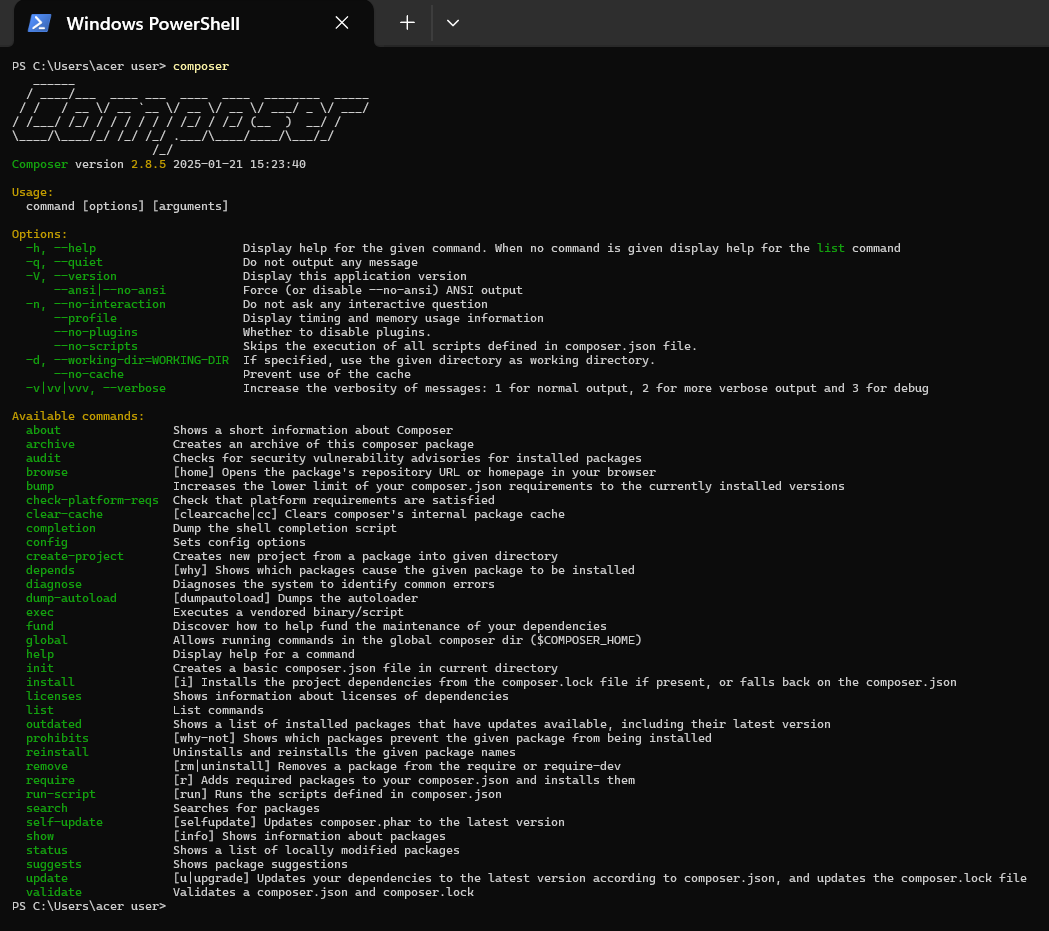 Windows PowerShell
PS C:\Users\acer user> composer
   ______
  / ____/___  ____ ___  ____  ____  ________  _____
 / /   / __ \/ __ `__ \/ __ \/ __ \/ ___/ _ \/ ___/
/ /___/ /_/ / / / / / / /_/ / /_/ (__  )  __/ /
\____/\____/_/ /_/ /_/ .___/\____/____/\___/_/
                    /_/
Composer version 2.8.5 2025-01-21 15:23:40
Usage:
  command [options] [arguments]
Options:
  -h, --help                     Display help for the given command. When no command is given display help for the list command
  -q, --quiet                    Do not output any message
  -V, --version                  Display this application version
      --ansi|--no-ansi           Force (or disable --no-ansi) ANSI output
  -n, --no-interaction           Do not ask any interactive question
      --profile                  Display timing and memory usage information
      --no-plugins               Whether to disable plugins.
      --no-scripts               Skips the execution of all scripts defined in composer.json file.
  -d, --working-dir=WORKING-DIR  If specified, use the given directory as working directory.
      --no-cache                 Prevent use of the cache
  -v|vv|vvv, --verbose           Increase the verbosity of messages: 1 for normal output, 2 for more verbose output and 3 for debug
Available commands:
  about                Shows a short information about Composer
  archive              Creates an archive of this composer package
  audit                Checks for security vulnerability advisories for installed packages
  browse               [home] Opens the package's repository URL or homepage in your browser
  bump                 Increases the lower limit of your composer.json requirements to the currently installed versions
  check-platform-reqs  Check that platform requirements are satisfied
  clear-cache          [clearcache|cc] Clears composer's internal package cache
  completion           Dump the shell completion script
  config               Sets config options
  create-project       Creates new project from a package into given directory
  depends              [why] Shows which packages cause the given package to be installed
  diagnose             Diagnoses the system to identify common errors
  dump-autoload        [dumpautoload] Dumps the autoloader
  exec                 Executes a vendored binary/script
  fund                 Discover how to help fund the maintenance of your dependencies
  global               Allows running commands in the global composer dir ($COMPOSER_HOME)
  help                 Display help for a command
  init                 Creates a basic composer.json file in current directory
  install              [i] Installs the project dependencies from the composer.lock file if present, or falls back on the composer.json
  licenses             Shows information about licenses of dependencies
  list                 List commands
  outdated             Shows a list of installed packages that have updates available, including their latest version
  prohibits            [why-not] Shows which packages prevent the given package from being installed
  reinstall            Uninstalls and reinstalls the given package names
  remove               [rm|uninstall] Removes a package from the require or require-dev
  require              [r] Adds required packages to your composer.json and installs them
  run-script           [run] Runs the scripts defined in composer.json
  search               Searches for packages
  self-update          [selfupdate] Updates composer.phar to the latest version
  show                 [info] Shows information about packages
  status               Shows a list of locally modified packages
  suggests             Shows package suggestions
  update               [u|upgrade] Updates your dependencies to the latest version according to composer.json, and updates the composer.lock file
  validate             Validates a composer.json and composer.lock
PS C:\Users\acer user>